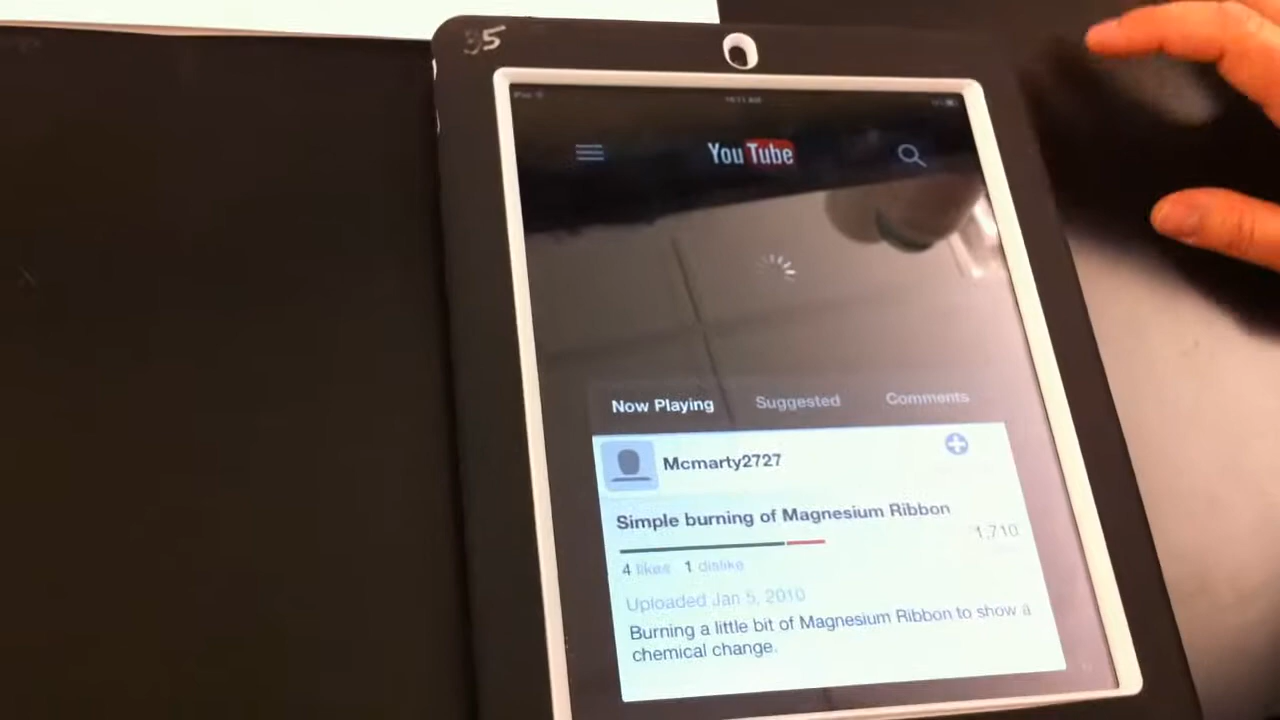 35
YouTube
Now Playing Suggested Comments
Mcmarty2727
Simple burning of Magnesium Ribbon
1,710
4 likes 1 dislike
Uploaded Jan 5, 2010
Burning a little bit of Magnesium Ribbon to show a
chemical change.